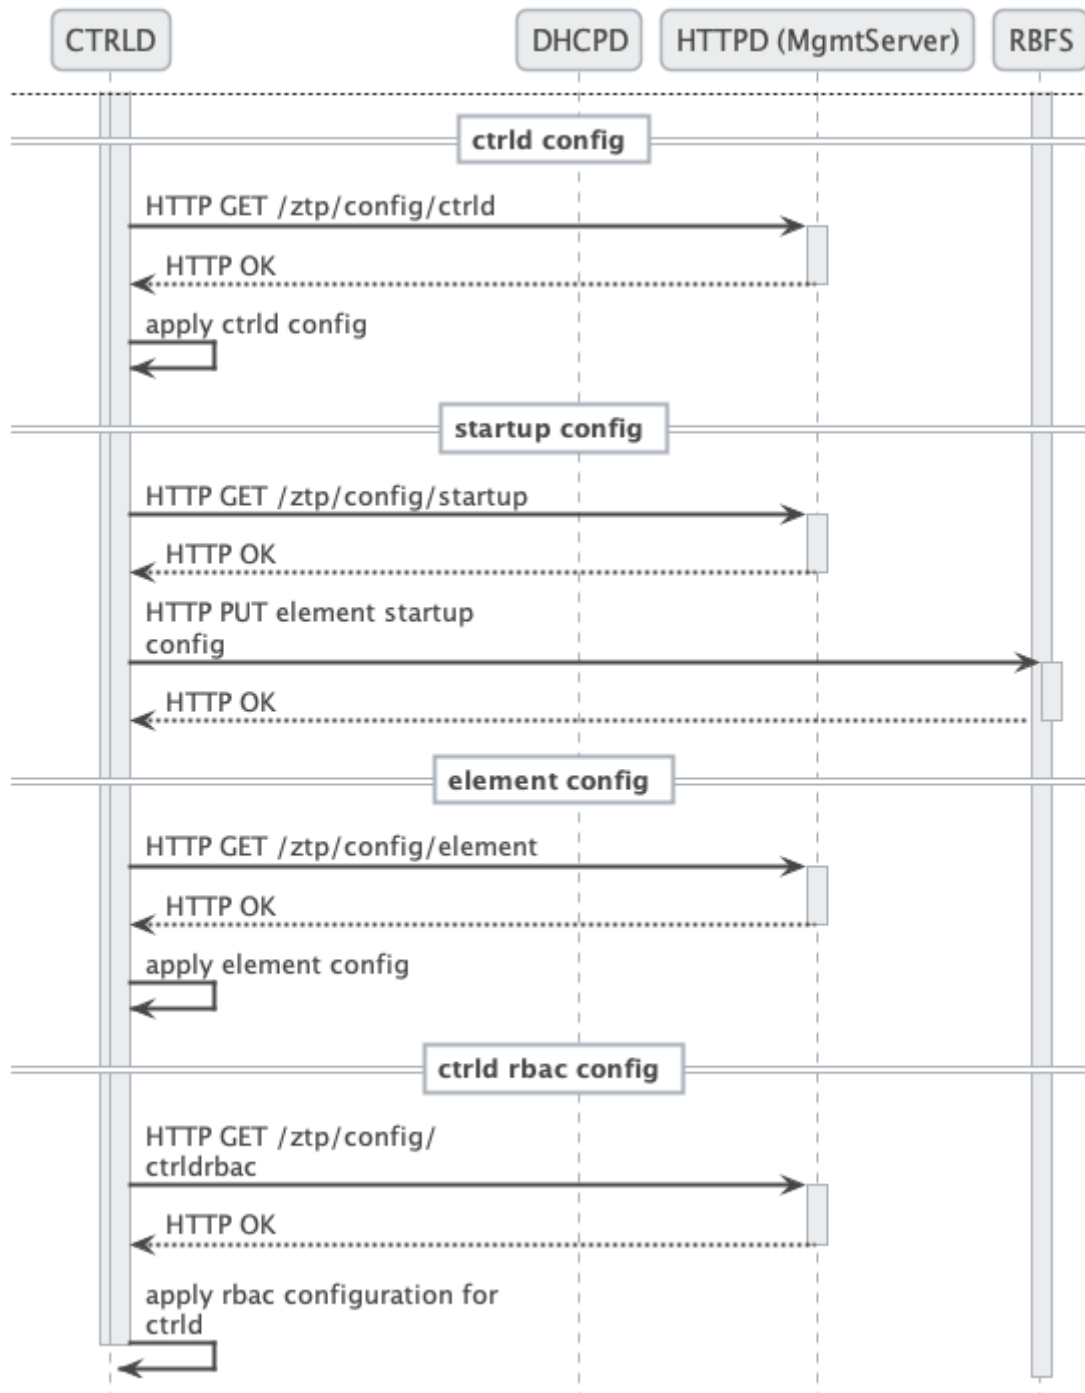 CTRLD
DHCPD
HTTPD (MgmtServer)
RBFS
ctrld config
HTTP GET /ztp/config/ctrld
HTTP OK
apply ctrld config
startup config
HTTP GET /ztp/config/startup
HTTP OK
HTTP PUT element startup
config
HTTP OK
element config
HTTP GET /ztp/config/element
HTTP OK
apply element config
ctrld rbac config
HTTP GET /ztp/config/
ctrldrbac
HTTP OK
apply rbac configuration for
ctrld